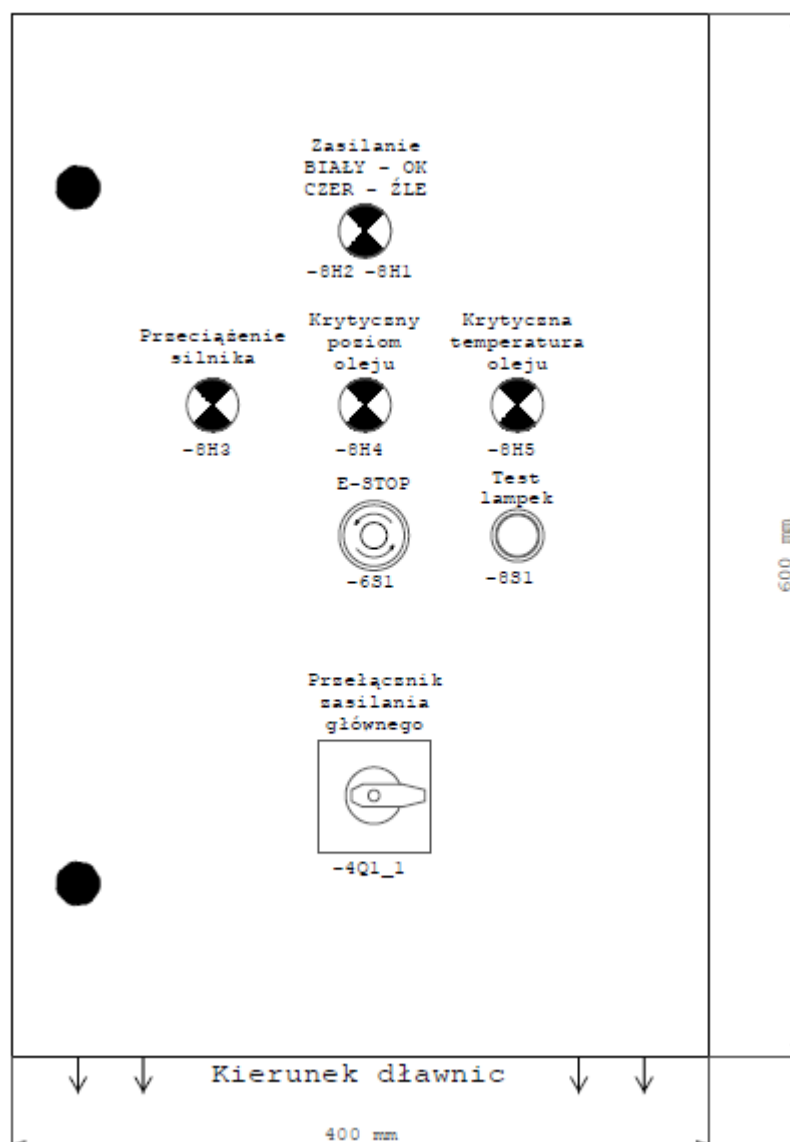 Zasilanie
BIAŁY - OK
CZER - ŹLE
-8H2 -8H1
Przeciążenie
silnika
-8H3
Krytyczny
poziom
oleju
-8H4
Krytyczna
temperatura
oleju
-8H5
E-STOP
-6S1
Test
lampek
-8S1
Przełącznik
zasilania
głównego
-4Q1_1
600 mm
Kierunek dławnic
400 mm